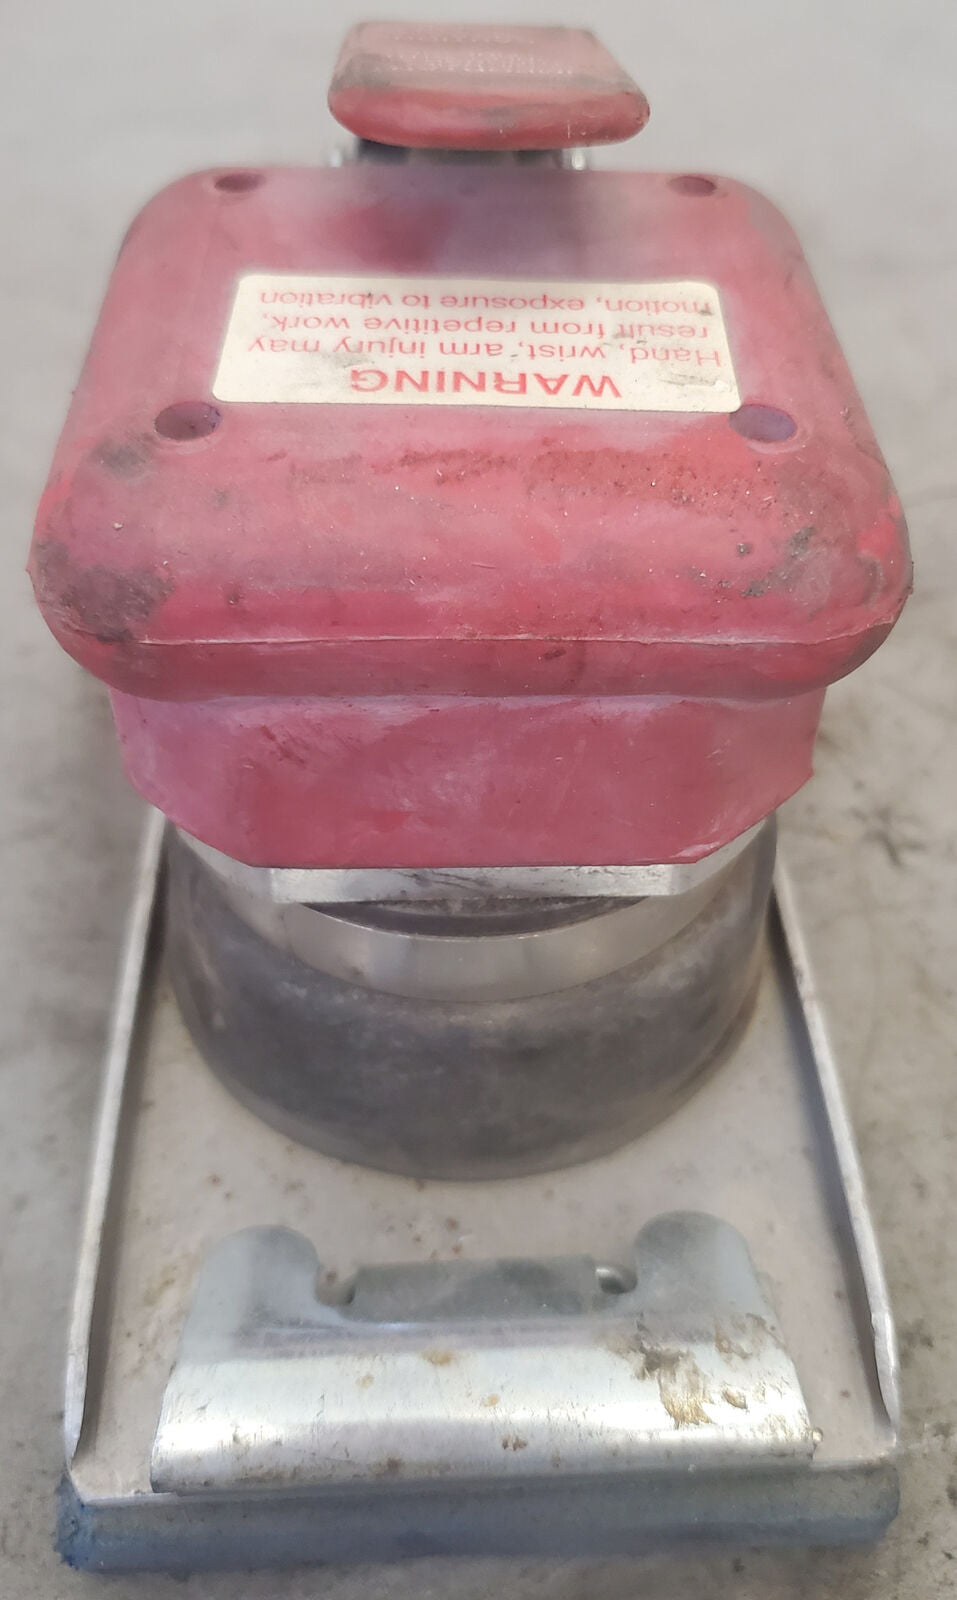 WARNING
Hand, wrist, arm injury may
result from repetitive work,
motion, exposure to vibration